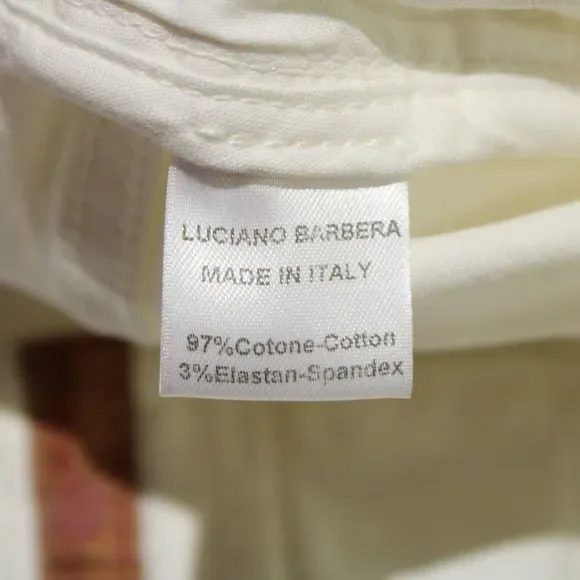 LUCIANO BARBERA
MADE IN ITALY
97%Cotone-Cotton
3%Elastan-Spandex